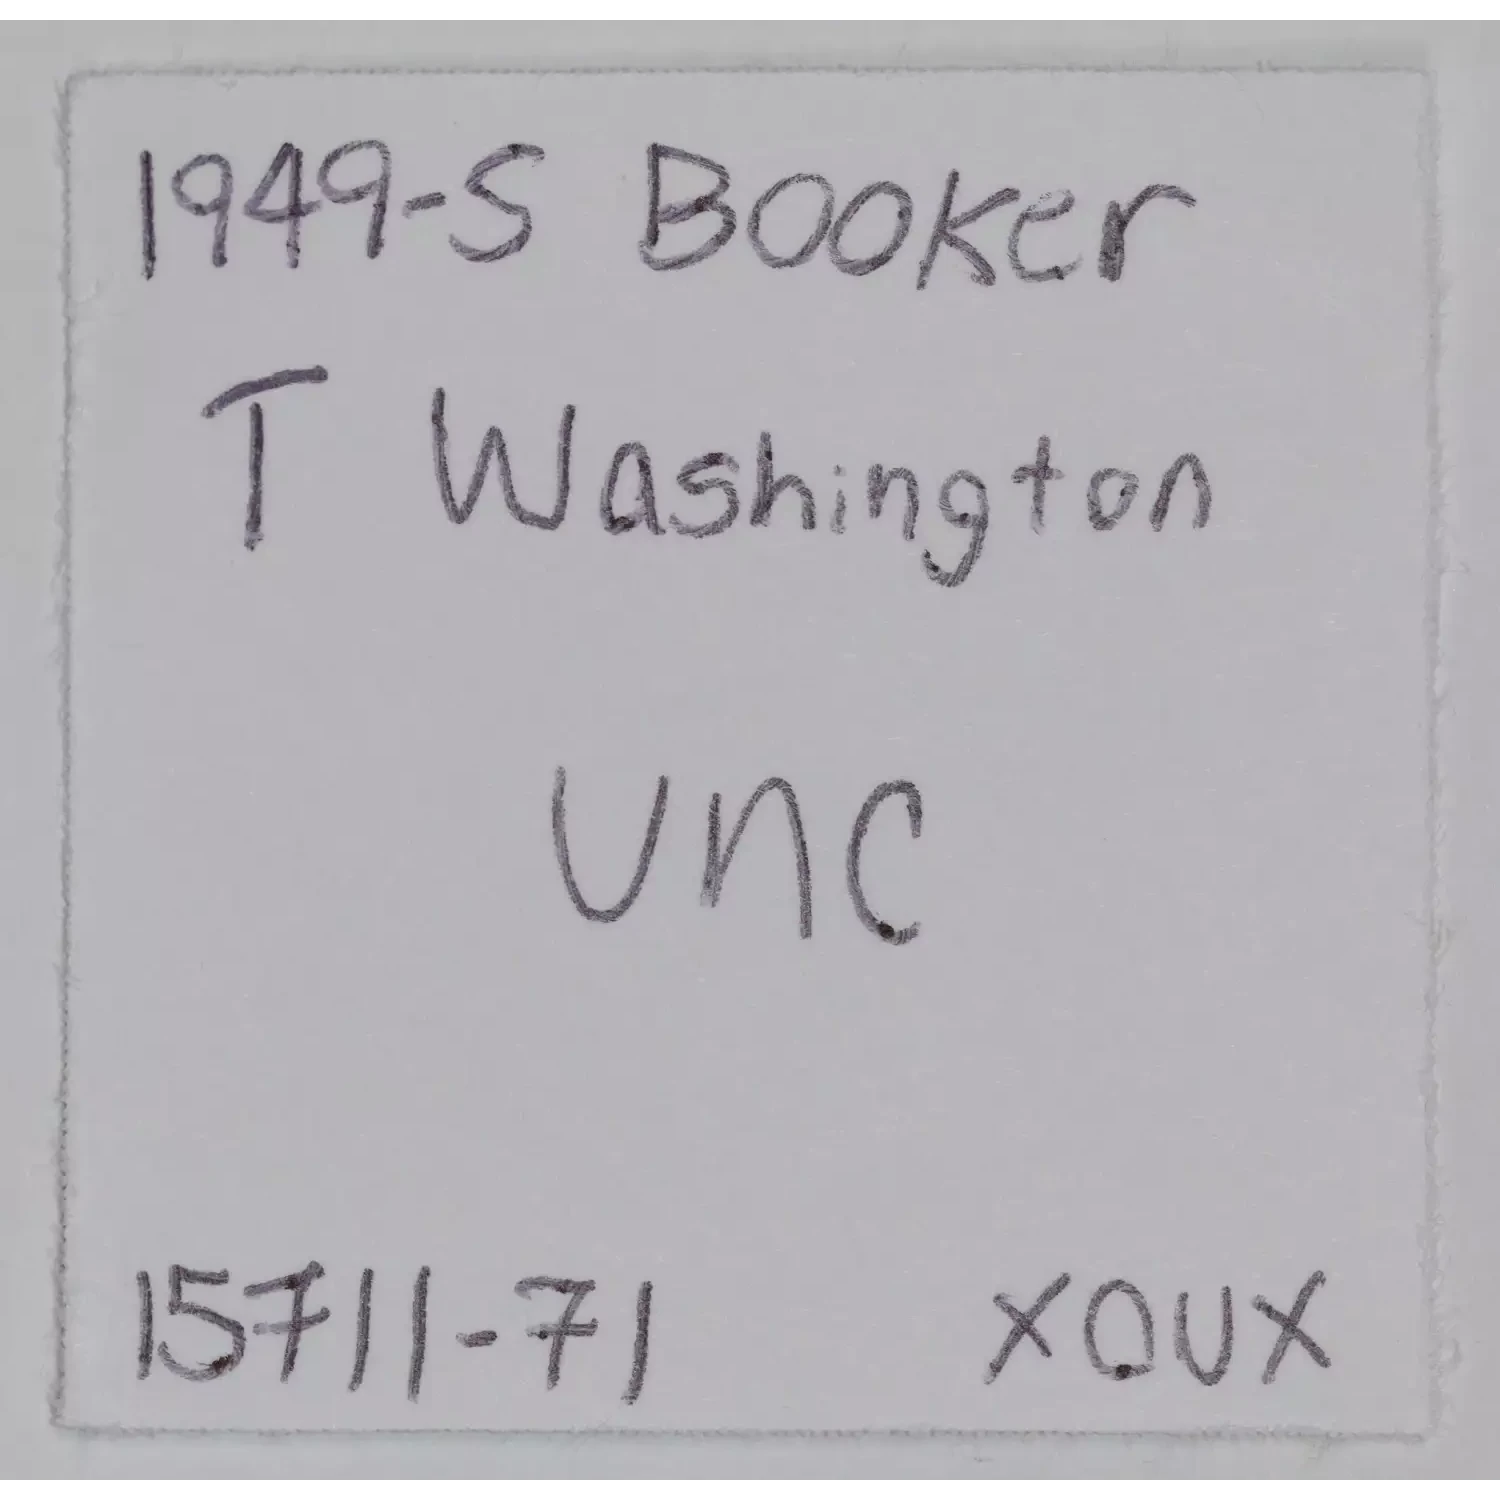 1949-S Booker
T Washington
UNC
15711-71 XOUX